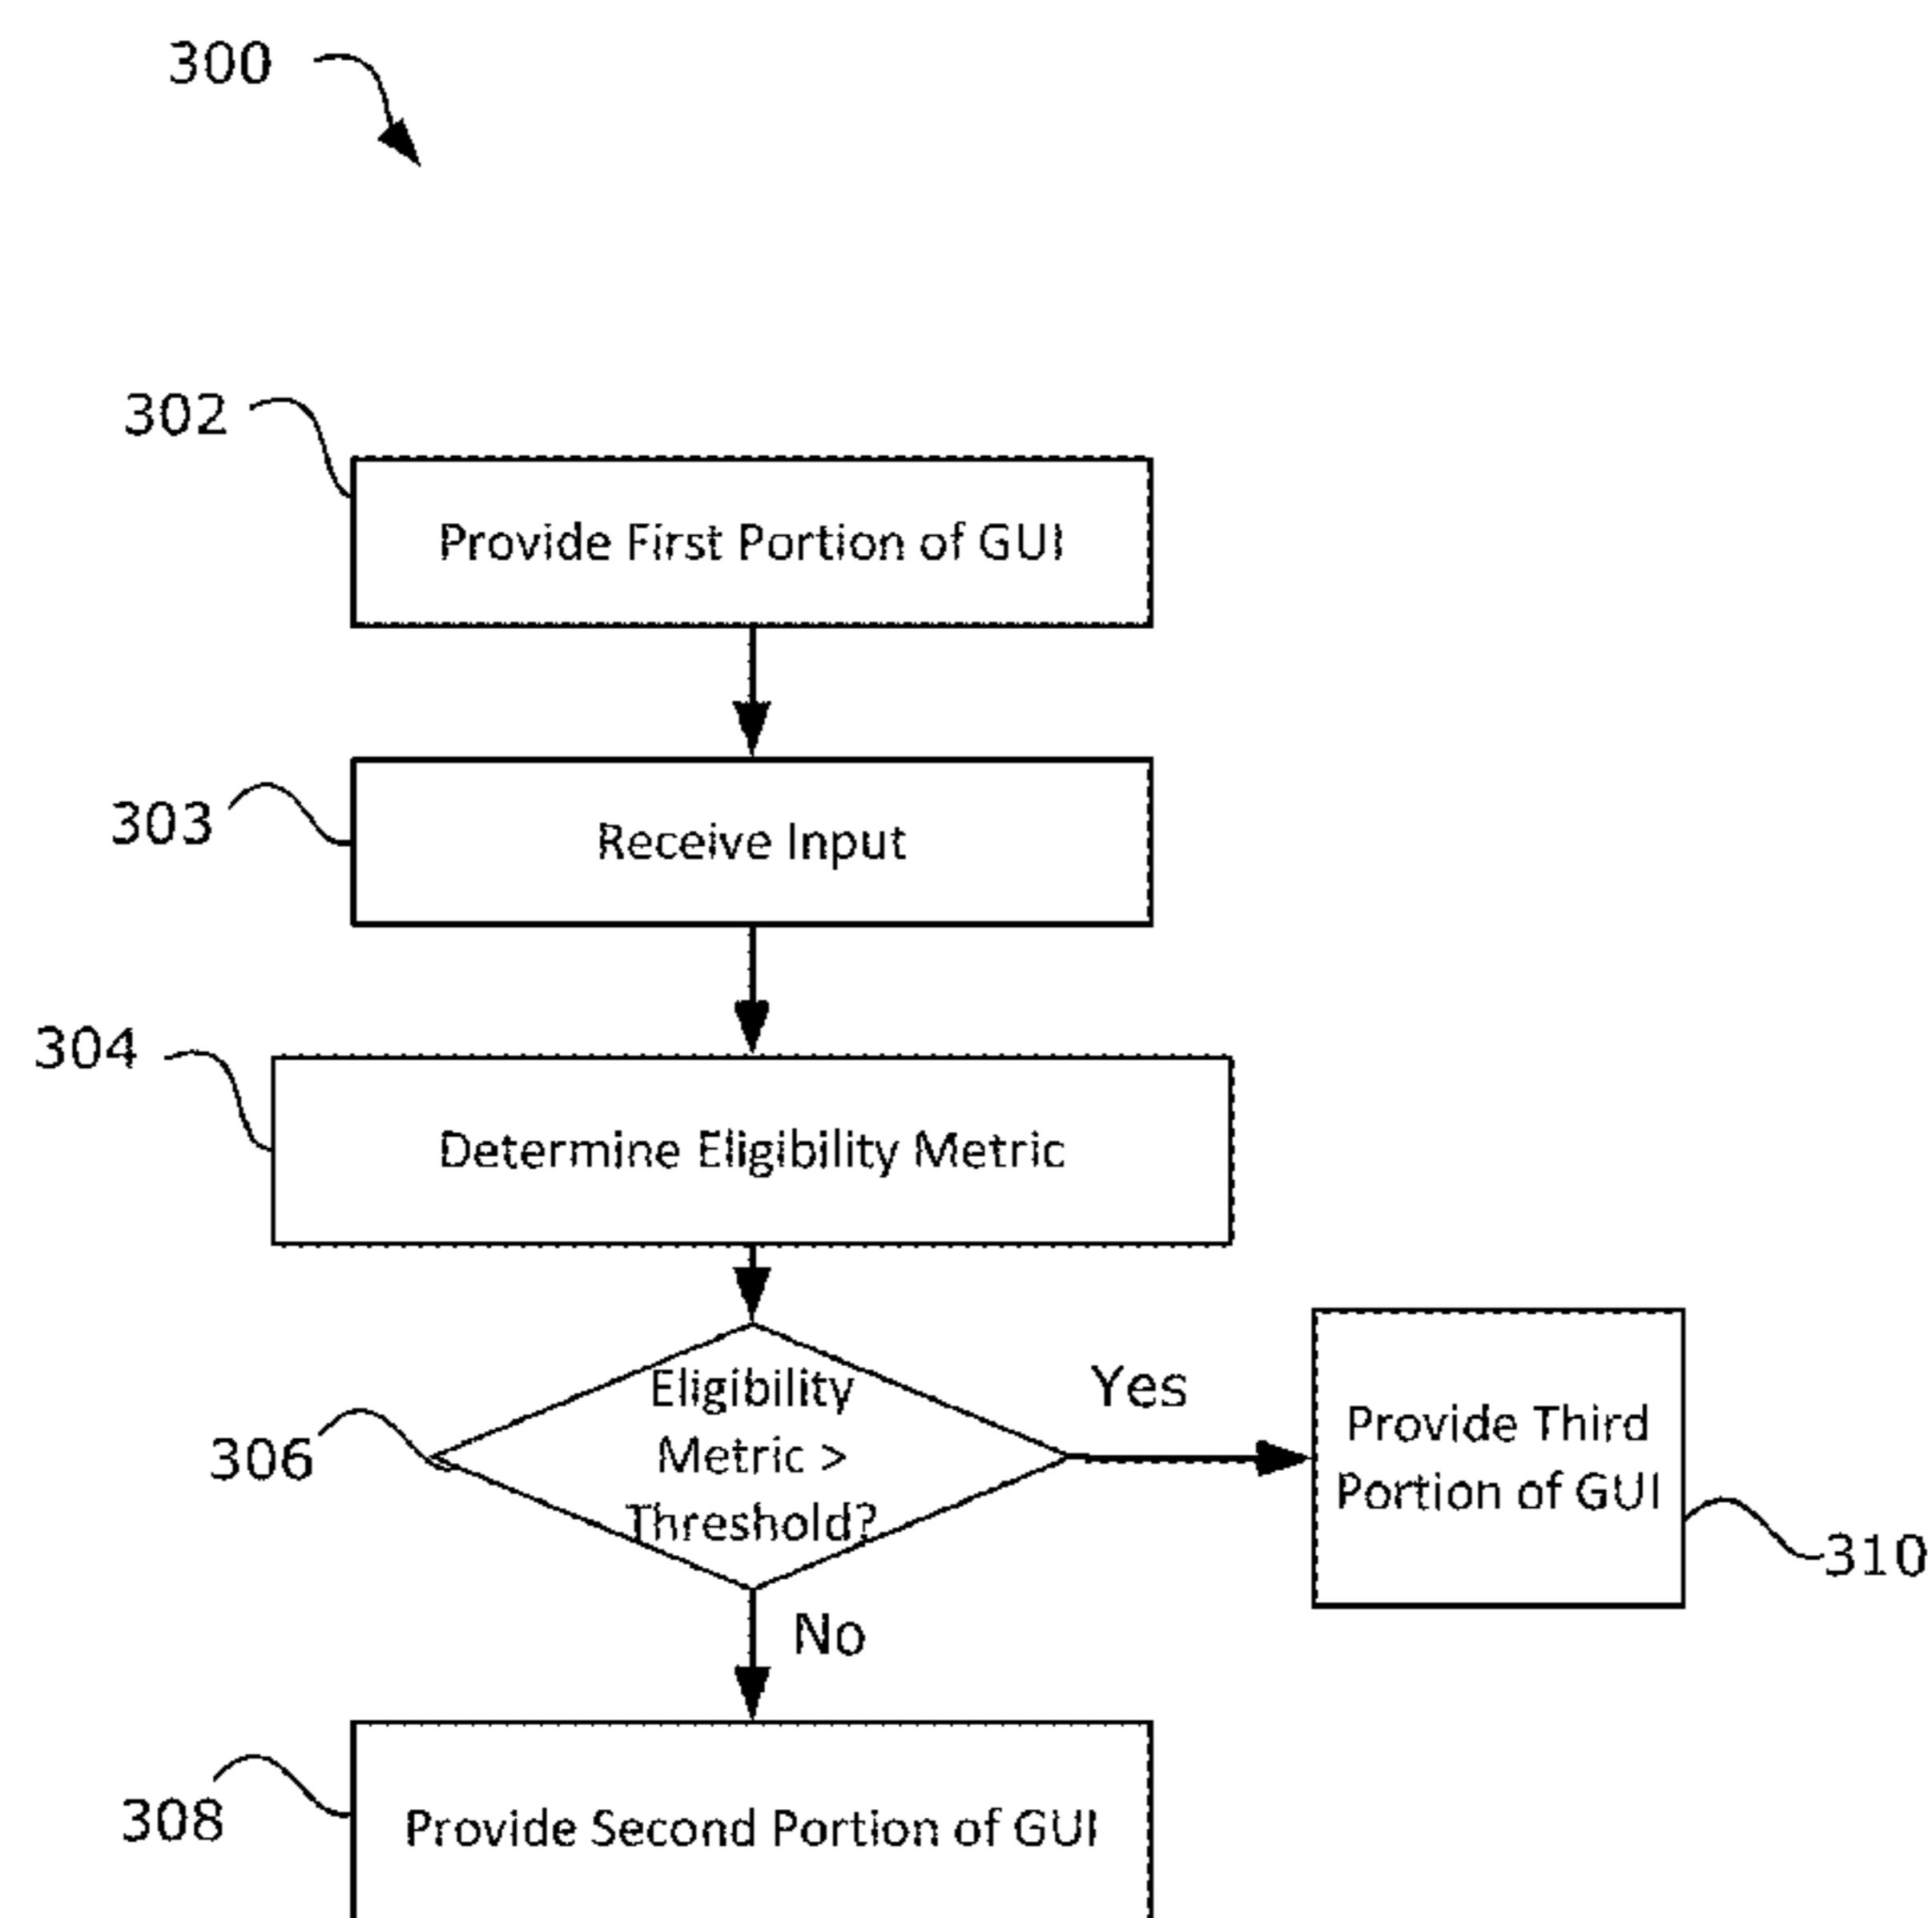 300
302
Provide First Portion of GUI
303
Receive Input
304
Determine Eligibility Metric
306
Eligibility
Metric >
Threshold?
Yes
Provide Third
Portion of GUI
310
No
308
Provide Second Portion of GUI